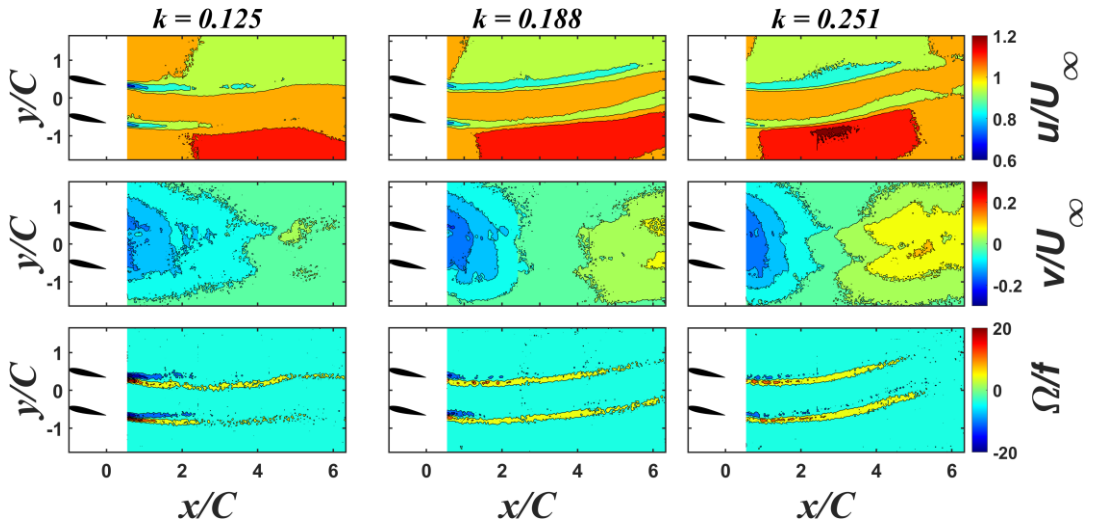 k = 0.125 k = 0.188 k = 0.251
y/C 1 0 -1 1.2 1 0.8 0.6 u/U∞
y/C 1 0 -1 0.2 0 -0.2 v/U∞
y/C 1 0 -1 20 10 0 -10 -20 Ω/f
0 2 4 6 0 2 4 6 0 2 4 6
x/C x/C x/C